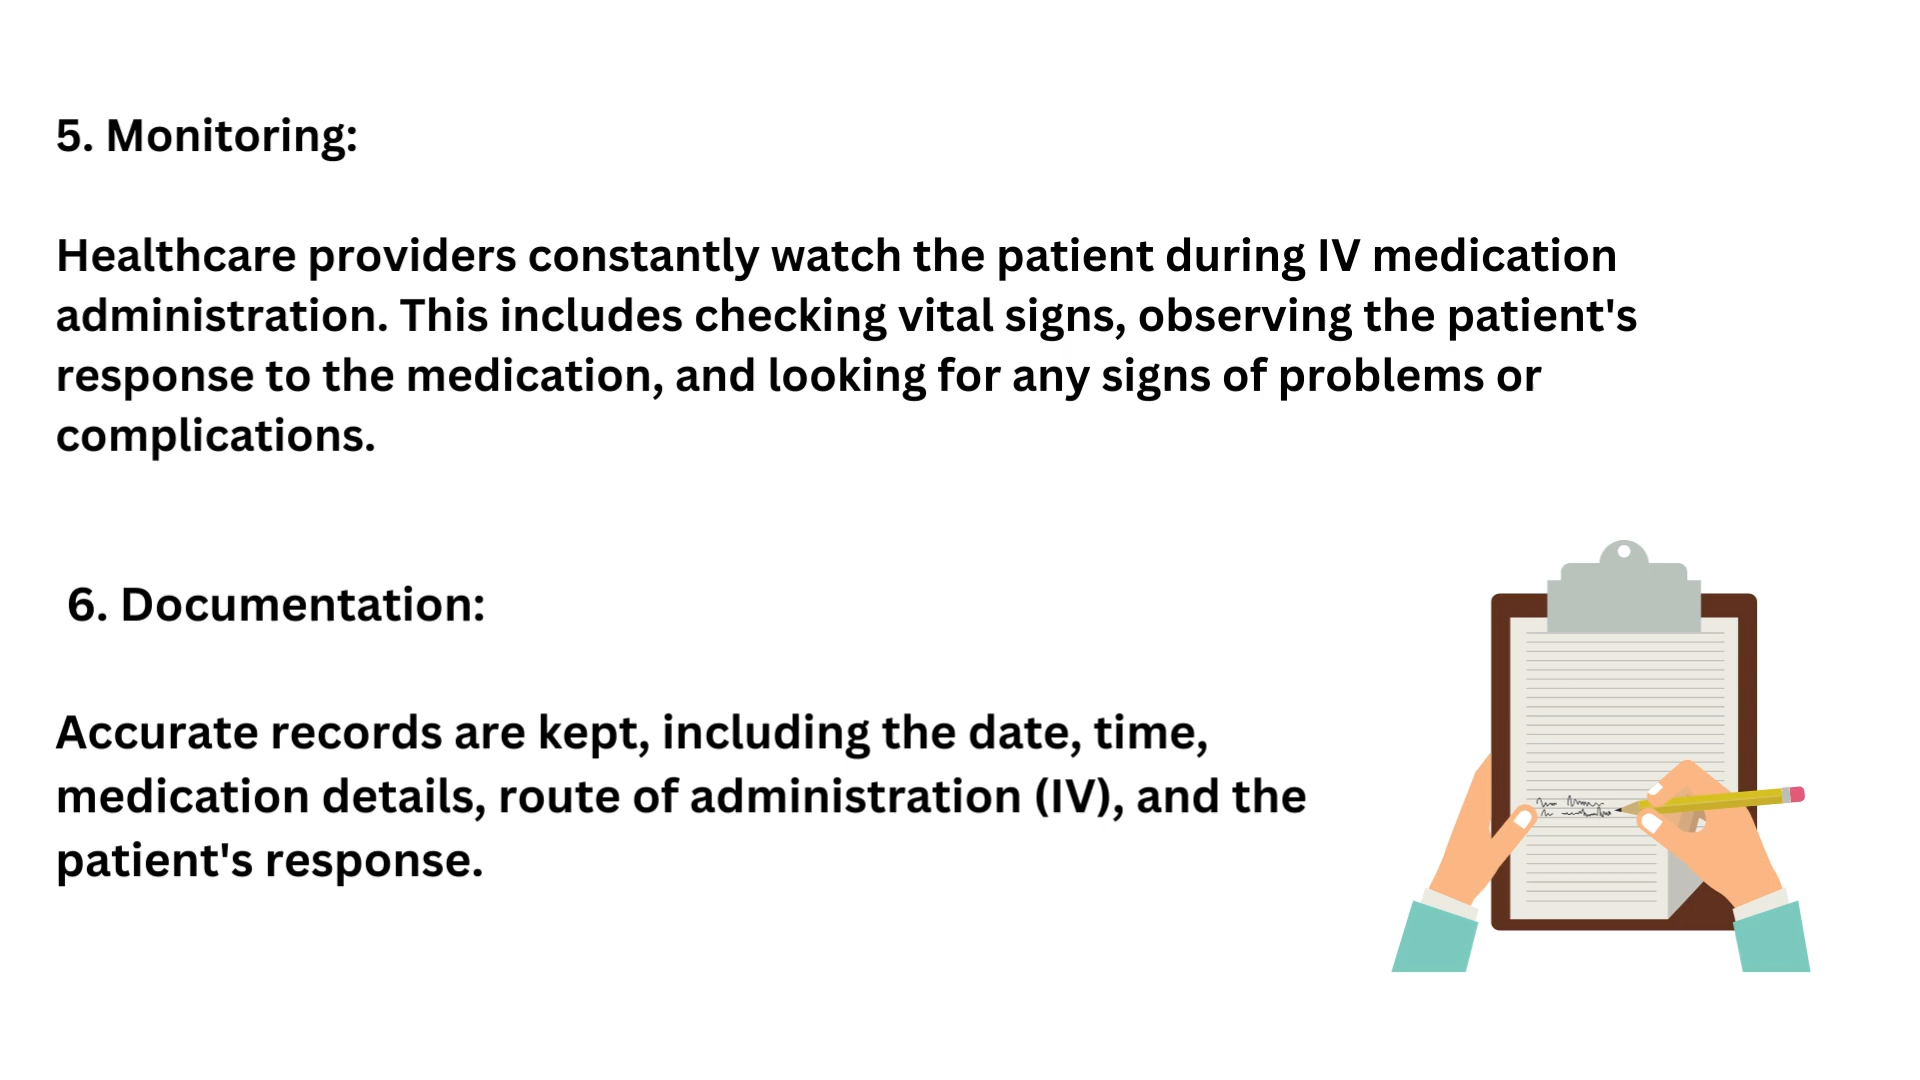 5. Monitoring:
Healthcare providers constantly watch the patient during IV medication
administration. This includes checking vital signs, observing the patient's
response to the medication, and looking for any signs of problems or
complications.
6. Documentation:
Accurate records are kept, including the date, time,
medication details, route of administration (IV), and the
patient's response.